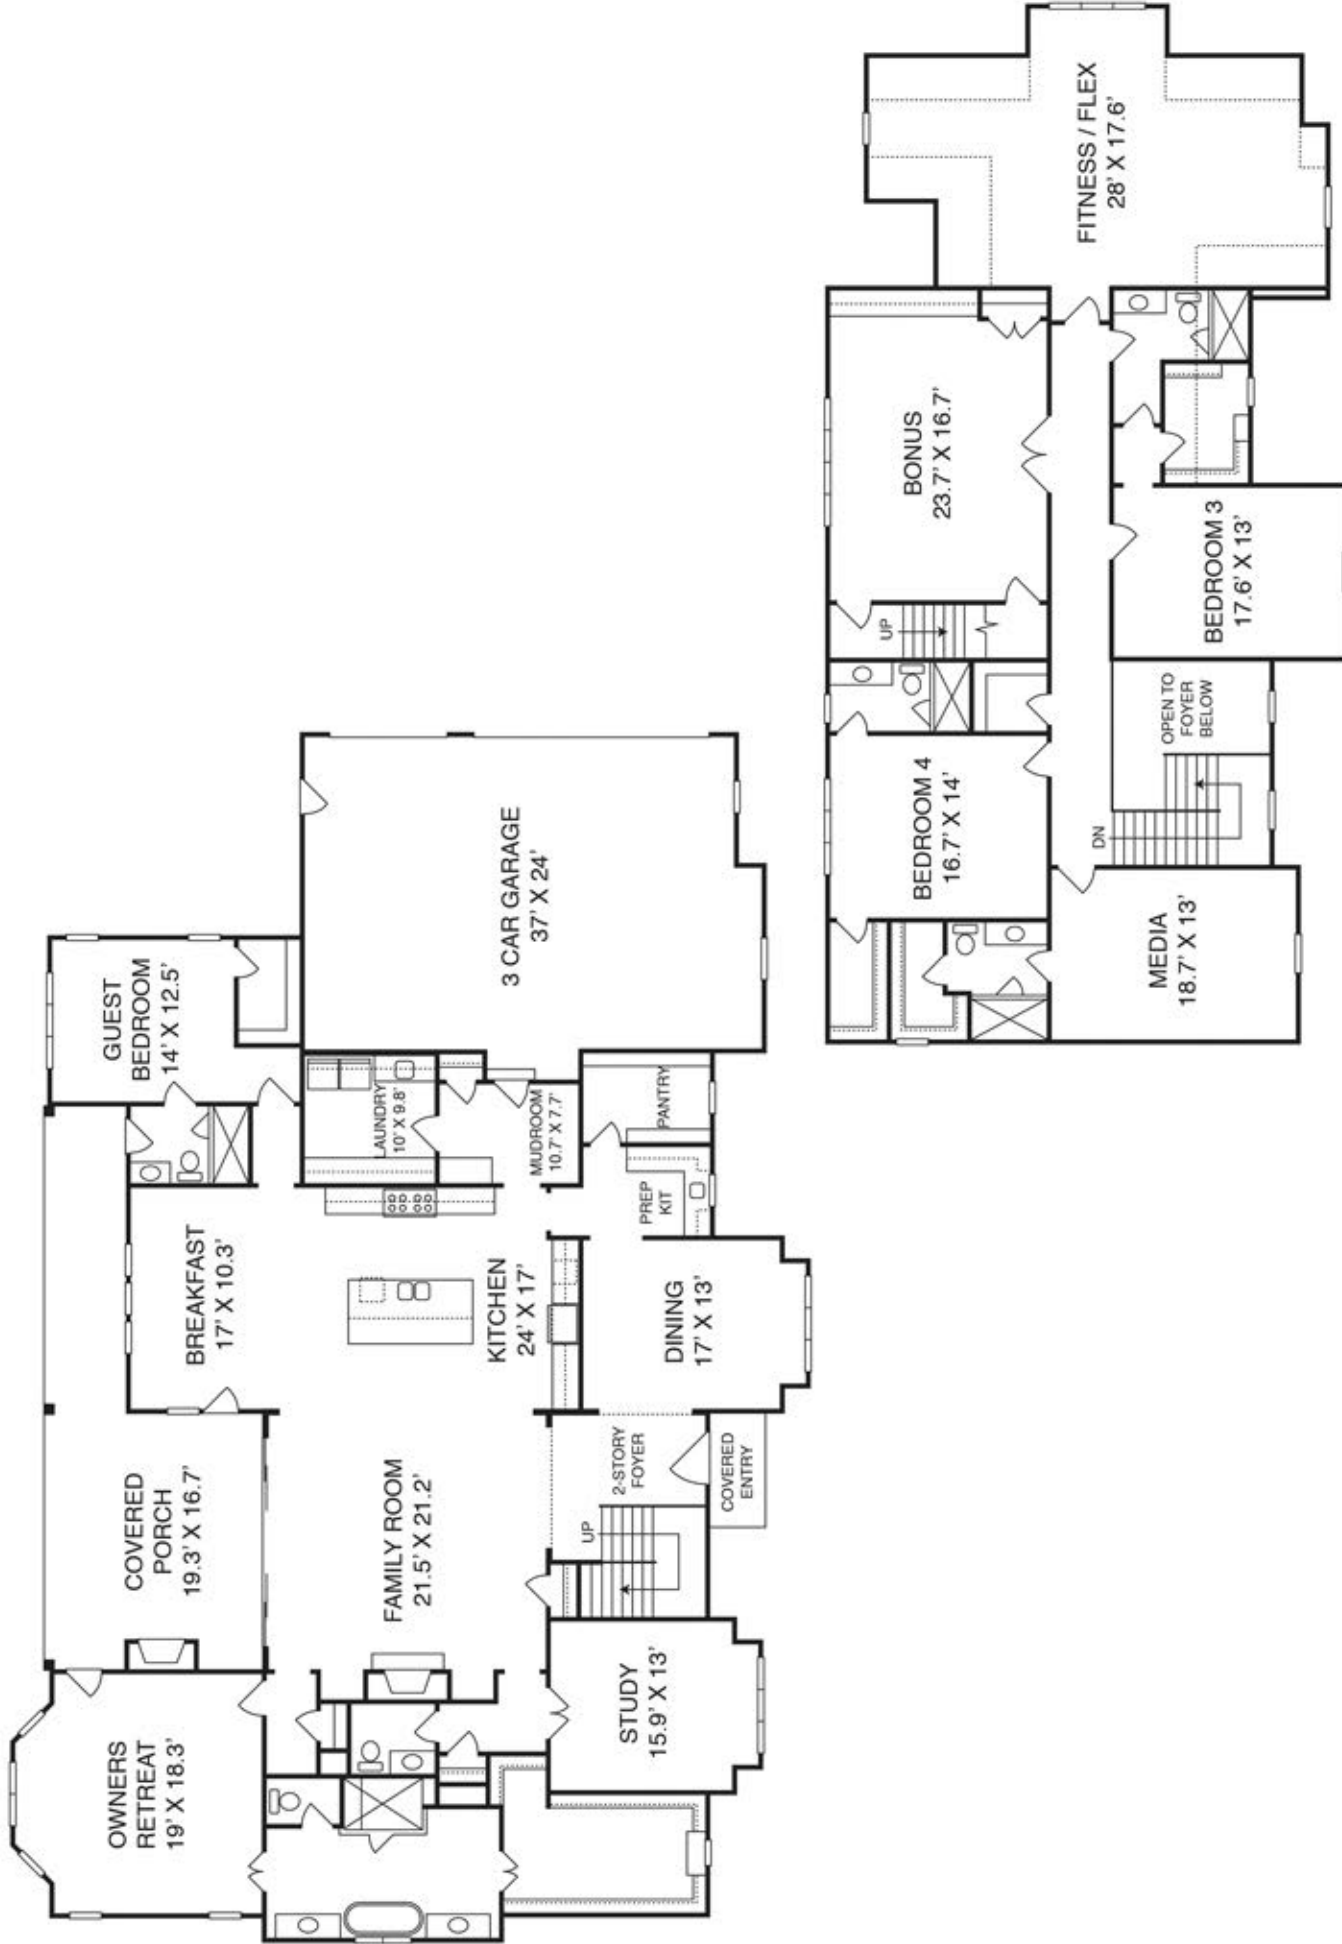 OWNERS
RETREAT
19' X 18.3'
COVERED
PORCH
19.3' X 16.7'
BREAKFAST
17' X 10.3'
GUEST
BEDROOM
14' X 12.5'
FAMILY ROOM
21.5' X 21.2'
KITCHEN
24' X 17'
LAUNDRY
10' X 9.8'
MUDROOM
10.7' X 7.7'
3 CAR GARAGE
37' X 24'
STUDY
15.9' X 13'
UP
2-STORY
FOYER
COVERED
ENTRY
DINING
17' X 13'
PREP
KIT
PANTRY
BEDROOM 4
16.7' X 14'
UP
BONUS
23.7' X 16.7'
FITNESS / FLEX
28' X 17.6'
MEDIA
18.7' X 13'
DN
OPEN TO
FOYER
BELOW
BEDROOM 3
17.6' X 13'